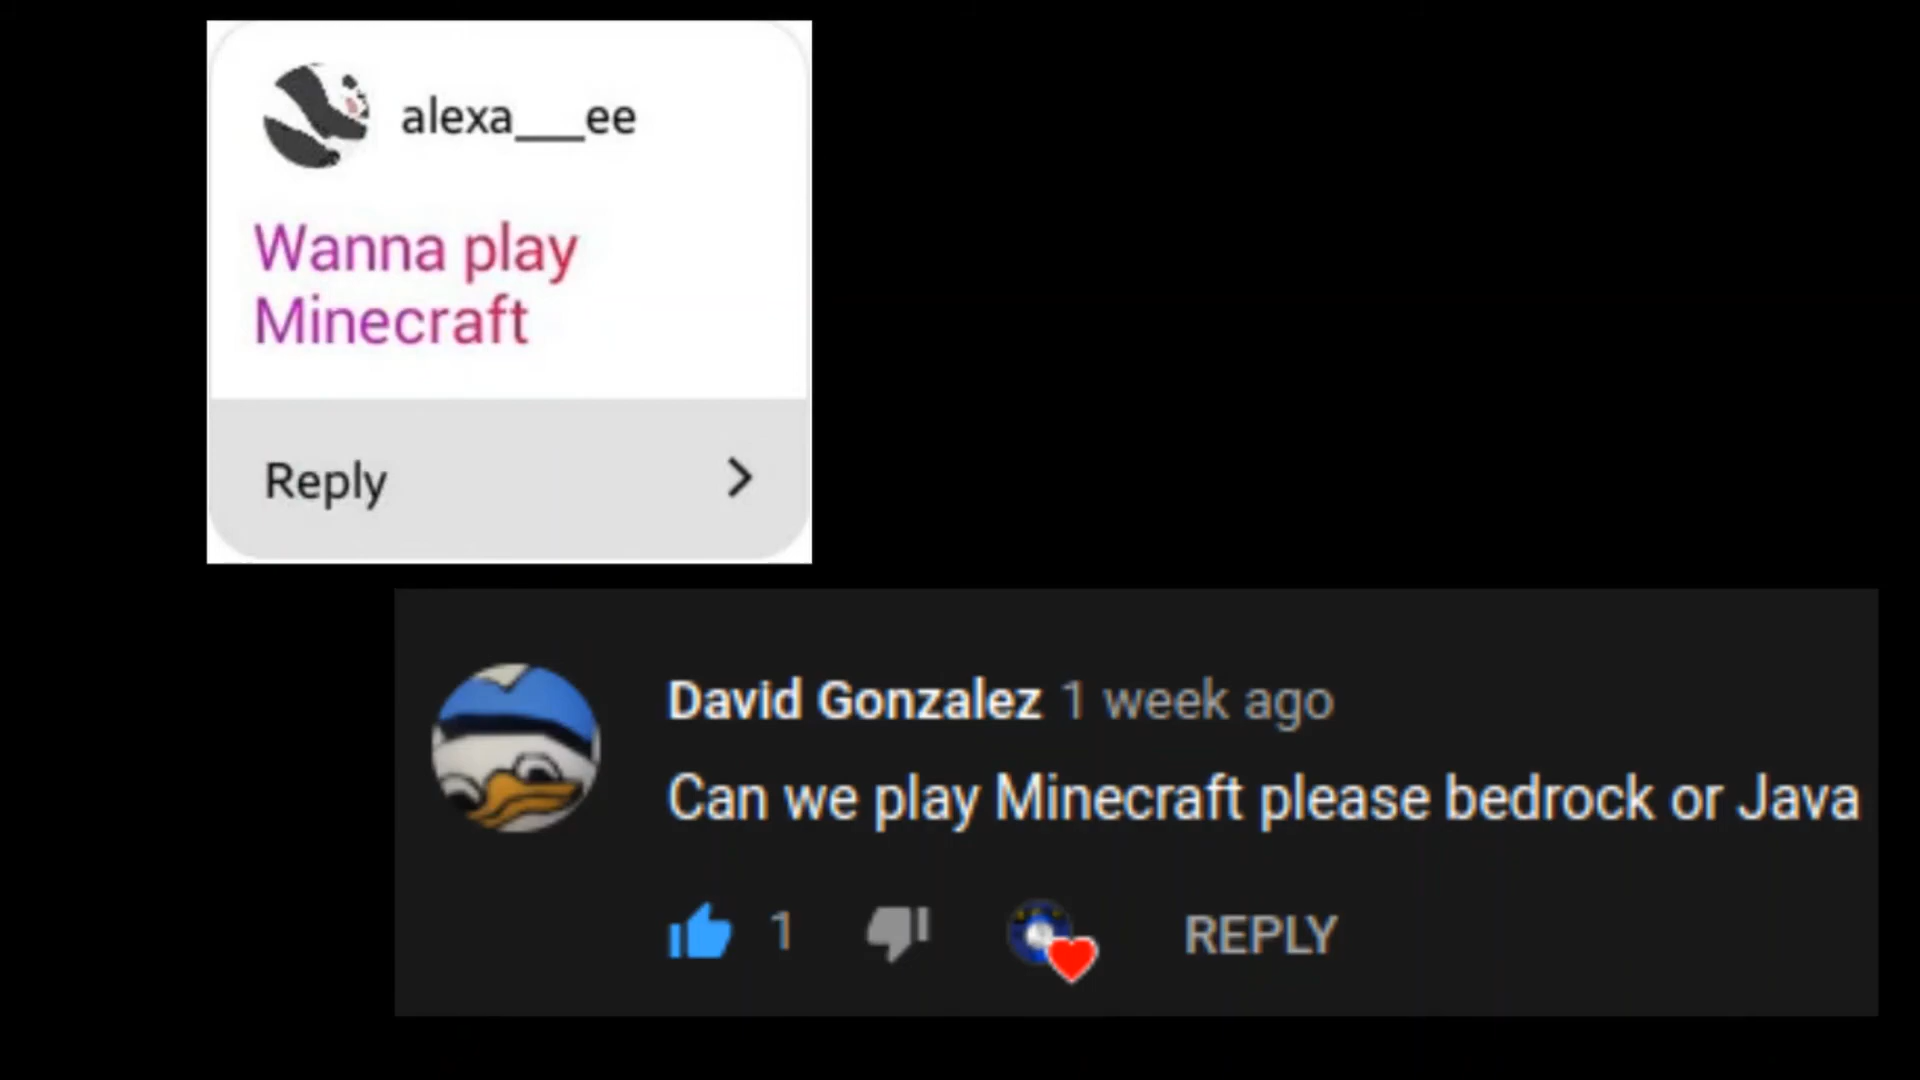 alexa___ee
Wanna play
Minecraft
Reply
David Gonzalez 1 week ago
Can we play Minecraft please bedrock or Java
1
REPLY